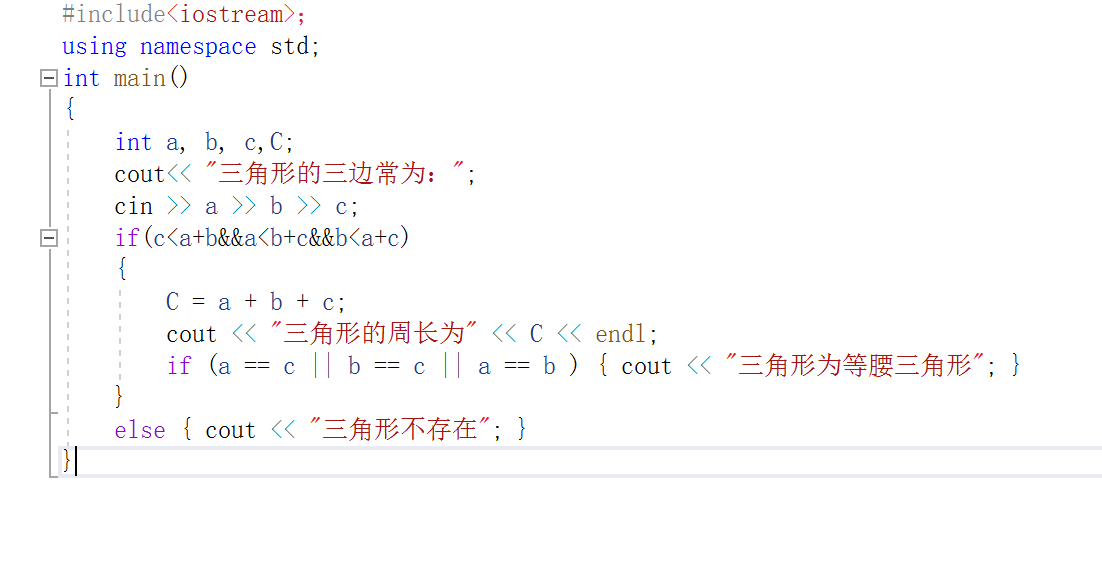 #include<iostream>;
using namespace std;
int main()
{
    int a, b, c,C;
    cout<< "三角形的三边常为：";
    cin >> a >> b >> c;
    if(c<a+b&&a<b+c&&b<a+c)
    {
        C = a + b + c;
        cout << "三角形的周长为" << C << endl;
        if (a == c || b == c || a == b ) { cout << "三角形为等腰三角形"; }
    }
    else { cout << "三角形不存在"; }
}